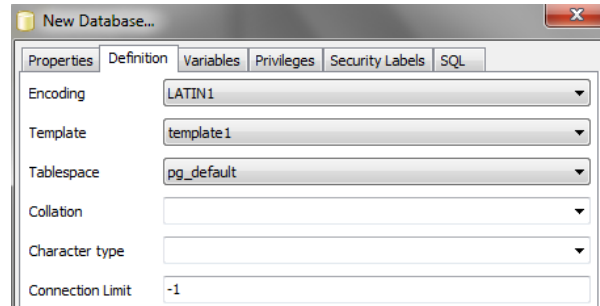 New Database...
Properties Definition Variables Privileges Security Labels SQL
Encoding LATIN1
Template template1
Tablespace pg_default
Collation
Character type
Connection Limit -1